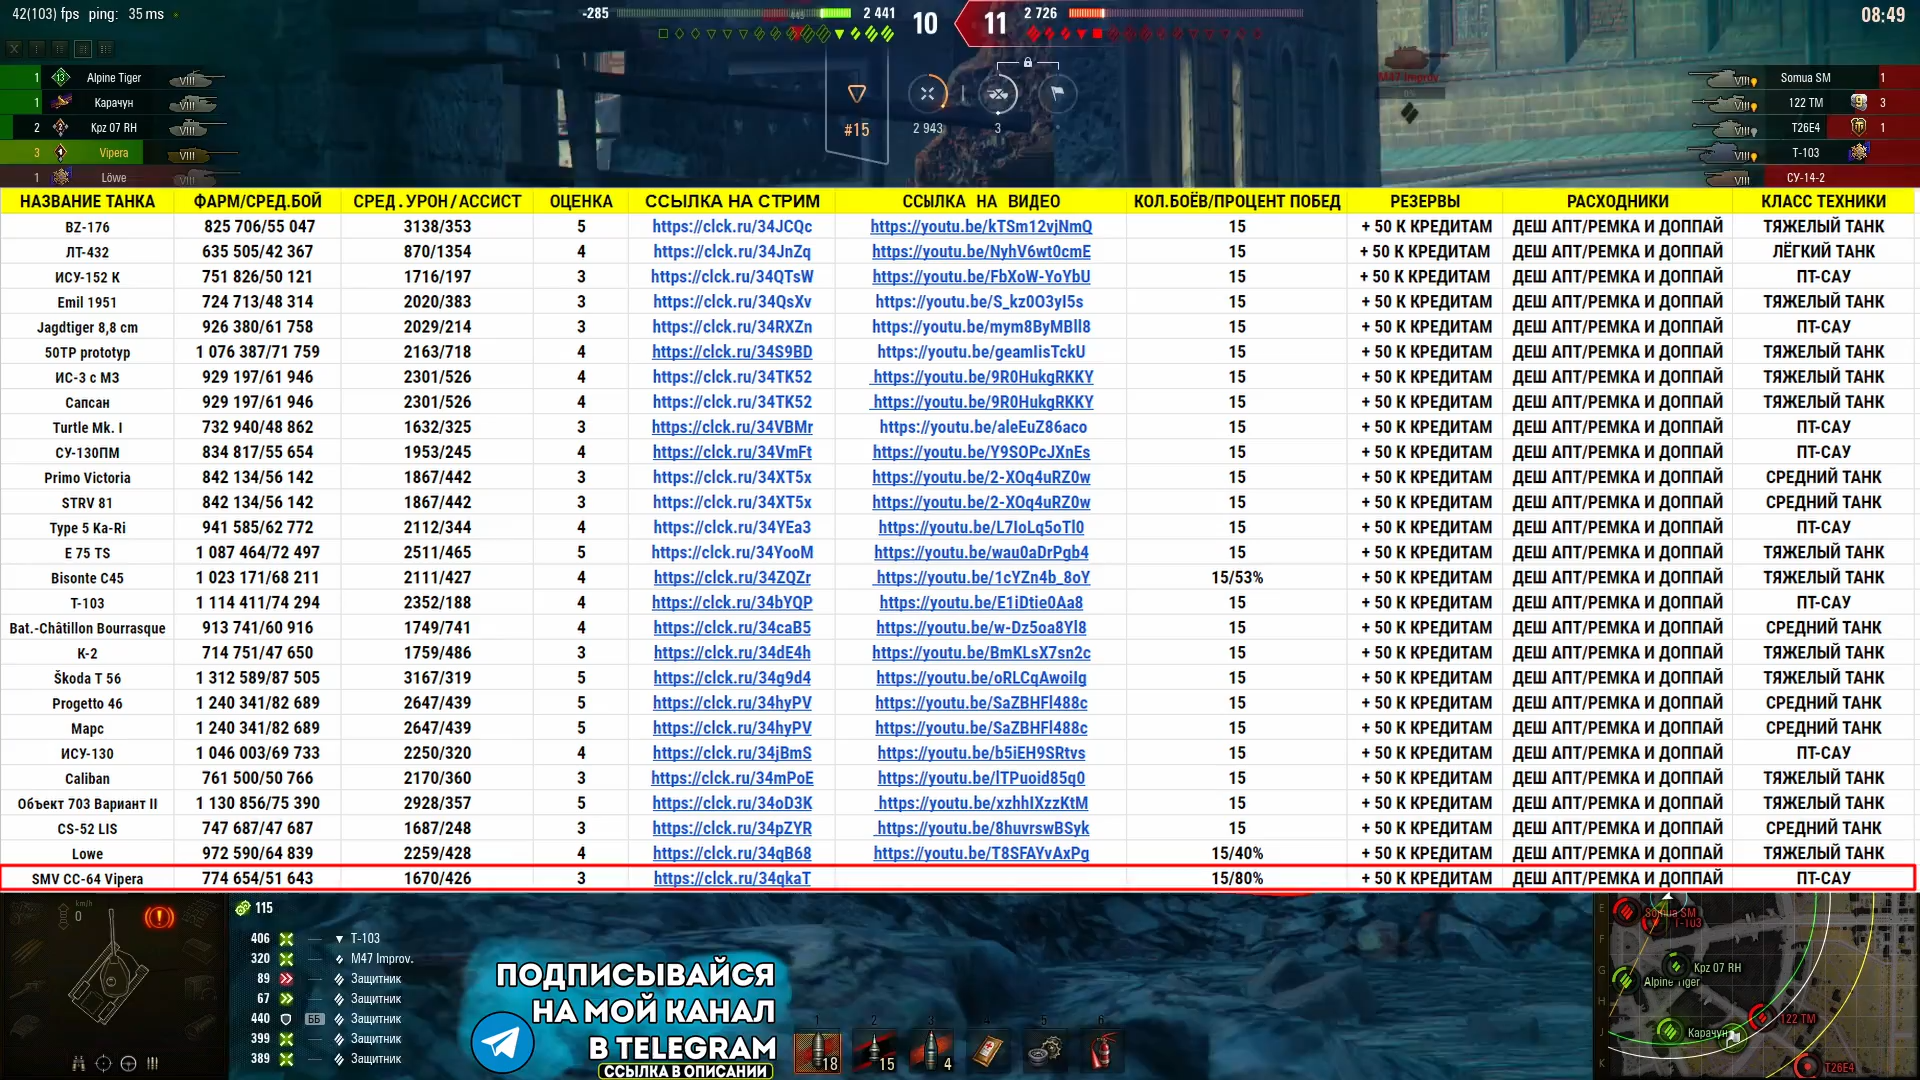 42(103) fps ping: 35 ms
-285 2 441 10 11 2 726 08:49
M47 Improv
1 Alpine Tiger VIII
1 Карачун VIII
2 Kpz 07 RH VIII
3 Vipera VIII
1 Löwe VIII
#15 2 943 3
VIII Somua SM 1
VIII 122 TM 3
VIII T26E4 1
VIII Т-103
VIII СУ-14-2
НАЗВАНИЕ ТАНКА ФАРМ/СРЕД.БОЙ СРЕД.УРОН/АССИСТ ОЦЕНКА ССЫЛКА НА СТРИМ ССЫЛКА НА ВИДЕО КОЛ.БОЁВ/ПРОЦЕНТ ПОБЕД РЕЗЕРВЫ РАСХОДНИКИ КЛАСС ТЕХНИКИ
BZ-176 825 706/55 047 3138/353 5 https://clck.ru/34JCQc https://youtu.be/kTSm12vjNmQ 15 + 50 К КРЕДИТАМ ДЕШ АПТ/РЕМКА И ДОППАЙ ТЯЖЕЛЫЙ ТАНК
ЛТ-432 635 505/42 367 870/1354 4 https://clck.ru/34JnZq https://youtu.be/NyhV6wt0cmE 15 + 50 К КРЕДИТАМ ДЕШ АПТ/РЕМКА И ДОППАЙ ЛЁГКИЙ ТАНК
ИСУ-152 К 751 826/50 121 1716/197 3 https://clck.ru/34QTsW https://youtu.be/FbXoW-YoYbU 15 + 50 К КРЕДИТАМ ДЕШ АПТ/РЕМКА И ДОППАЙ ПТ-САУ
Emil 1951 724 713/48 314 2020/383 3 https://clck.ru/34QsXv https://youtu.be/S_kz0O3yI5s 15 + 50 К КРЕДИТАМ ДЕШ АПТ/РЕМКА И ДОППАЙ ТЯЖЕЛЫЙ ТАНК
Jagdtiger 8,8 cm 926 380/61 758 2029/214 3 https://clck.ru/34RXZn https://youtu.be/mym8ByMBll8 15 + 50 К КРЕДИТАМ ДЕШ АПТ/РЕМКА И ДОППАЙ ПТ-САУ
50TP prototyp 1 076 387/71 759 2163/718 4 https://clck.ru/34S9BD https://youtu.be/geamIisTckU 15 + 50 К КРЕДИТАМ ДЕШ АПТ/РЕМКА И ДОППАЙ ТЯЖЕЛЫЙ ТАНК
ИС-3 с МЗ 929 197/61 946 2301/526 4 https://clck.ru/34TK52 https://youtu.be/9R0HukgRKKY 15 + 50 К КРЕДИТАМ ДЕШ АПТ/РЕМКА И ДОППАЙ ТЯЖЕЛЫЙ ТАНК
Сапсан 929 197/61 946 2301/526 4 https://clck.ru/34TK52 https://youtu.be/9R0HukgRKKY 15 + 50 К КРЕДИТАМ ДЕШ АПТ/РЕМКА И ДОППАЙ ТЯЖЕЛЫЙ ТАНК
Turtle Mk. I 732 940/48 862 1632/325 3 https://clck.ru/34VBMr https://youtu.be/aleEuZ86aco 15 + 50 К КРЕДИТАМ ДЕШ АПТ/РЕМКА И ДОППАЙ ПТ-САУ
СУ-130ПМ 834 817/55 654 1953/245 4 https://clck.ru/34VmFt https://youtu.be/Y9SOPcJXnEs 15 + 50 К КРЕДИТАМ ДЕШ АПТ/РЕМКА И ДОППАЙ ПТ-САУ
Primo Victoria 842 134/56 142 1867/442 3 https://clck.ru/34XT5x https://youtu.be/2-XOq4uRZ0w 15 + 50 К КРЕДИТАМ ДЕШ АПТ/РЕМКА И ДОППАЙ СРЕДНИЙ ТАНК
STRV 81 842 134/56 142 1867/442 3 https://clck.ru/34XT5x https://youtu.be/2-XOq4uRZ0w 15 + 50 К КРЕДИТАМ ДЕШ АПТ/РЕМКА И ДОППАЙ СРЕДНИЙ ТАНК
Type 5 Ka-Ri 941 585/62 772 2112/344 4 https://clck.ru/34YEa3 https://youtu.be/L7IoLq5oTl0 15 + 50 К КРЕДИТАМ ДЕШ АПТ/РЕМКА И ДОППАЙ ПТ-САУ
E 75 TS 1 087 464/72 497 2511/465 5 https://clck.ru/34YooM https://youtu.be/wau0aDrPgb4 15 + 50 К КРЕДИТАМ ДЕШ АПТ/РЕМКА И ДОППАЙ ТЯЖЕЛЫЙ ТАНК
Bisonte C45 1 023 171/68 211 2111/427 4 https://clck.ru/34ZQZr https://youtu.be/1cYZn4b_8oY 15/53% + 50 К КРЕДИТАМ ДЕШ АПТ/РЕМКА И ДОППАЙ ТЯЖЕЛЫЙ ТАНК
Т-103 1 114 411/74 294 2352/188 4 https://clck.ru/34bYQP https://youtu.be/E1iDtie0Aa8 15 + 50 К КРЕДИТАМ ДЕШ АПТ/РЕМКА И ДОППАЙ ПТ-САУ
Bat.-Châtillon Bourrasque 913 741/60 916 1749/741 4 https://clck.ru/34caB5 https://youtu.be/w-Dz5oa8Yl8 15 + 50 К КРЕДИТАМ ДЕШ АПТ/РЕМКА И ДОППАЙ СРЕДНИЙ ТАНК
К-2 714 751/47 650 1759/486 3 https://clck.ru/34dE4h https://youtu.be/BmKLsX7sn2c 15 + 50 К КРЕДИТАМ ДЕШ АПТ/РЕМКА И ДОППАЙ ТЯЖЕЛЫЙ ТАНК
Škoda T 56 1 312 589/87 505 3167/319 5 https://clck.ru/34g9d4 https://youtu.be/oRLCqAwoiIg 15 + 50 К КРЕДИТАМ ДЕШ АПТ/РЕМКА И ДОППАЙ ТЯЖЕЛЫЙ ТАНК
Progetto 46 1 240 341/82 689 2647/439 5 https://clck.ru/34hyPV https://youtu.be/SaZBHFl488c 15 + 50 К КРЕДИТАМ ДЕШ АПТ/РЕМКА И ДОППАЙ СРЕДНИЙ ТАНК
Марс 1 240 341/82 689 2647/439 5 https://clck.ru/34hyPV https://youtu.be/SaZBHFl488c 15 + 50 К КРЕДИТАМ ДЕШ АПТ/РЕМКА И ДОППАЙ СРЕДНИЙ ТАНК
ИСУ-130 1 046 003/69 733 2250/320 4 https://clck.ru/34jBmS https://youtu.be/b5iEH9SRtvs 15 + 50 К КРЕДИТАМ ДЕШ АПТ/РЕМКА И ДОППАЙ ПТ-САУ
Caliban 761 500/50 766 2170/360 3 https://clck.ru/34mPoE https://youtu.be/lTPuoid85q0 15 + 50 К КРЕДИТАМ ДЕШ АПТ/РЕМКА И ДОППАЙ ТЯЖЕЛЫЙ ТАНК
Объект 703 Вариант II 1 130 856/75 390 2928/357 5 https://clck.ru/34oD3K https://youtu.be/xzhhIXzzKtM 15 + 50 К КРЕДИТАМ ДЕШ АПТ/РЕМКА И ДОППАЙ ТЯЖЕЛЫЙ ТАНК
CS-52 LIS 747 687/47 687 1687/248 3 https://clck.ru/34pZYR https://youtu.be/8huvrswBSyk 15 + 50 К КРЕДИТАМ ДЕШ АПТ/РЕМКА И ДОППАЙ СРЕДНИЙ ТАНК
Lowe 972 590/64 839 2259/428 4 https://clck.ru/34qB68 https://youtu.be/T8SFAYvAxPg 15/40% + 50 К КРЕДИТАМ ДЕШ АПТ/РЕМКА И ДОППАЙ ТЯЖЕЛЫЙ ТАНК
SMV CC-64 Vipera 774 654/51 643 1670/426 3 https://clck.ru/34qkaT 15/80% + 50 К КРЕДИТАМ ДЕШ АПТ/РЕМКА И ДОППАЙ ПТ-САУ
km/h
0
115
406 Т-103
320 M47 Improv.
89 Защитник
67 Защитник
440 ББ Защитник
399 Защитник
389 Защитник
ПОДПИСЫВАЙСЯ
НА МОЙ КАНАЛ
В TELEGRAM
ССЫЛКА В ОПИСАНИИ
1 2 3 4 5 6
18 15 4
E
F
G
H
J
K
Somua SM
Т-103
Kpz 07 RH
Alpine Tiger
122 TM
Карачун
T26E4